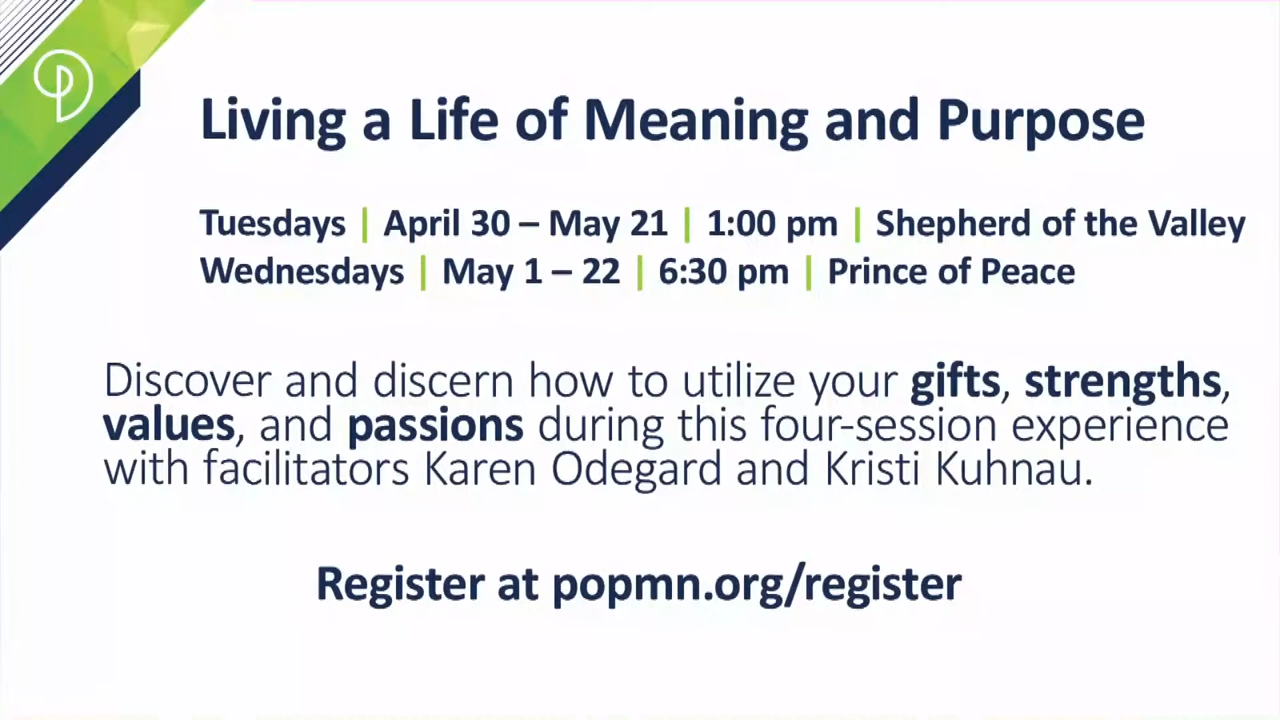 Living a Life of Meaning and Purpose
Tuesdays | April 30 – May 21 | 1:00 pm | Shepherd of the Valley
Wednesdays | May 1 – 22 | 6:30 pm | Prince of Peace
Discover and discern how to utilize your gifts, strengths,
values, and passions during this four-session experience
with facilitators Karen Odegard and Kristi Kuhnau.
Register at popmn.org/register